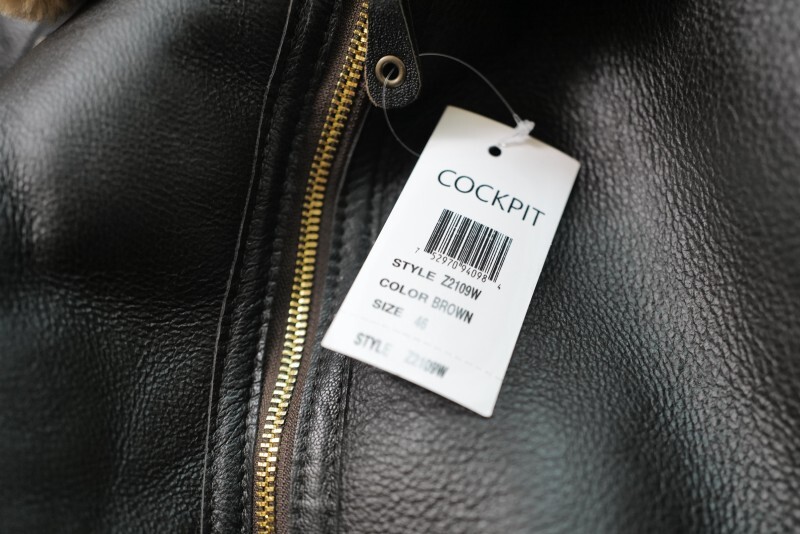 COCKPIT
7 52970 94098 4
STYLE Z2109W
COLOR BROWN
SIZE 46
STYLE Z2109W